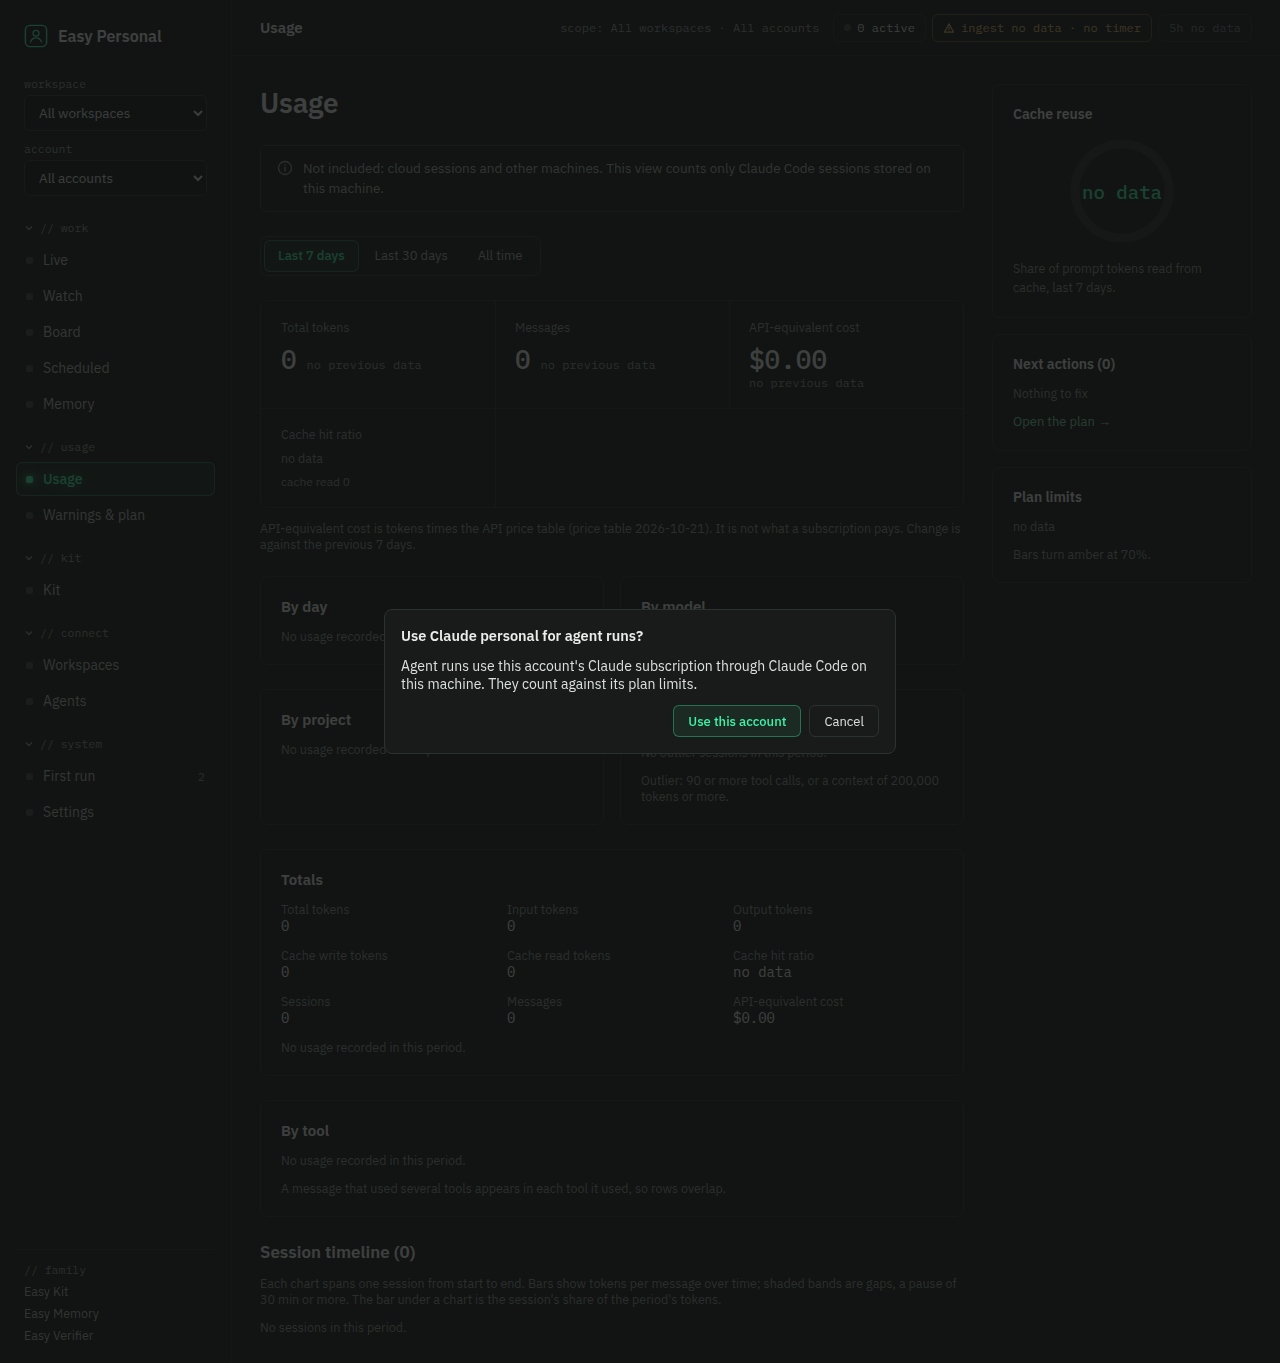 Easy Personal
workspace
All workspaces
account
All accounts
// work
Live
Watch
Board
Scheduled
Memory
// usage
Usage
Warnings & plan
// kit
Kit
// connect
Workspaces
Agents
// system
First run 2
Settings
// family
Easy Kit
Easy Memory
Easy Verifier
Usage
scope: All workspaces · All accounts
0 active
ingest no data · no timer
5h no data
Usage
Not included: cloud sessions and other machines. This view counts only Claude Code sessions stored on
this machine.
Last 7 days
Last 30 days
All time
Total tokens
0 no previous data
Messages
0 no previous data
API-equivalent cost
$0.00
no previous data
Cache hit ratio
no data
cache read 0
API-equivalent cost is tokens times the API price table (price table 2026-10-21). It is not what a subscription pays. Change is
against the previous 7 days.
By day
No usage recorded
By model
Use Claude personal for agent runs?
Agent runs use this account's Claude subscription through Claude Code on
this machine. They count against its plan limits.
Use this account
Cancel
By project
No usage recorded
No outlier sessions in this period.
Outlier: 90 or more tool calls, or a context of 200,000
tokens or more.
Totals
Total tokens
0
Input tokens
0
Output tokens
0
Cache write tokens
0
Cache read tokens
0
Cache hit ratio
no data
Sessions
0
Messages
0
API-equivalent cost
$0.00
No usage recorded in this period.
By tool
No usage recorded in this period.
A message that used several tools appears in each tool it used, so rows overlap.
Session timeline (0)
Each chart spans one session from start to end. Bars show tokens per message over time; shaded bands are gaps, a pause of
30 min or more. The bar under a chart is the session's share of the period's tokens.
No sessions in this period.
Cache reuse
no data
Share of prompt tokens read from
cache, last 7 days.
Next actions (0)
Nothing to fix
Open the plan →
Plan limits
no data
Bars turn amber at 70%.